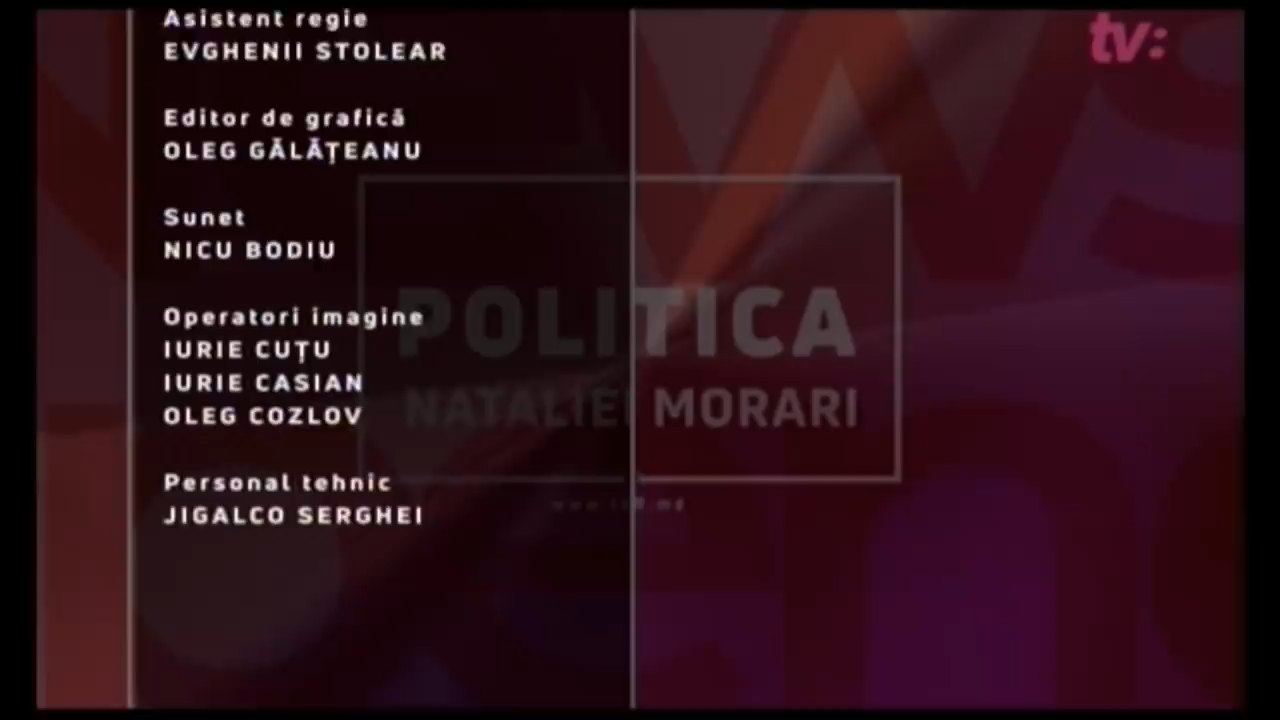 Asistent regie
EVGHENII STOLEAR
Editor de grafică
OLEG GĂLĂȚEANU
Sunet
NICU BODIU
Operatori imagine
IURIE CUȚU
IURIE CASIAN
OLEG COZLOV
Personal tehnic
JIGALCO SERGHEI
POLITICA
NATALIEI MORARI
tv: